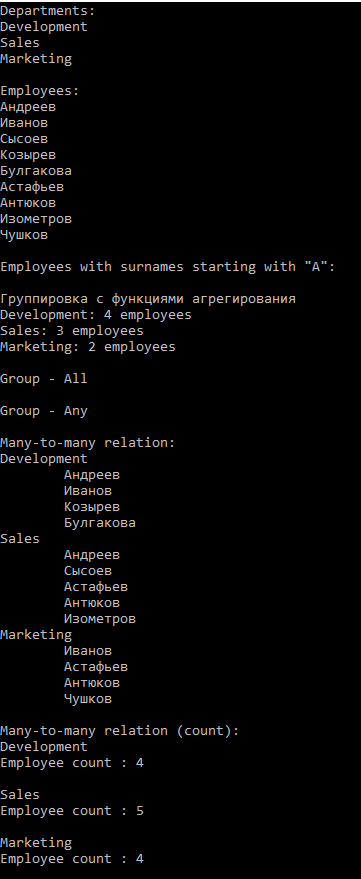 Departments:
Development
Sales
Marketing
Employees:
Андреев
Иванов
Сысоев
Козырев
Булгакова
Астафьев
Антюков
Изометров
Чушков
Employees with surnames starting with "A":
Группировка с функциями агрегирования
Development: 4 employees
Sales: 3 employees
Marketing: 2 employees
Group - All
Group - Any
Many-to-many relation:
Development
Андреев
Иванов
Козырев
Булгакова
Sales
Андреев
Сысоев
Астафьев
Антюков
Изометров
Marketing
Иванов
Астафьев
Антюков
Чушков
Many-to-many relation (count):
Development
Employee count : 4
Sales
Employee count : 5
Marketing
Employee count : 4